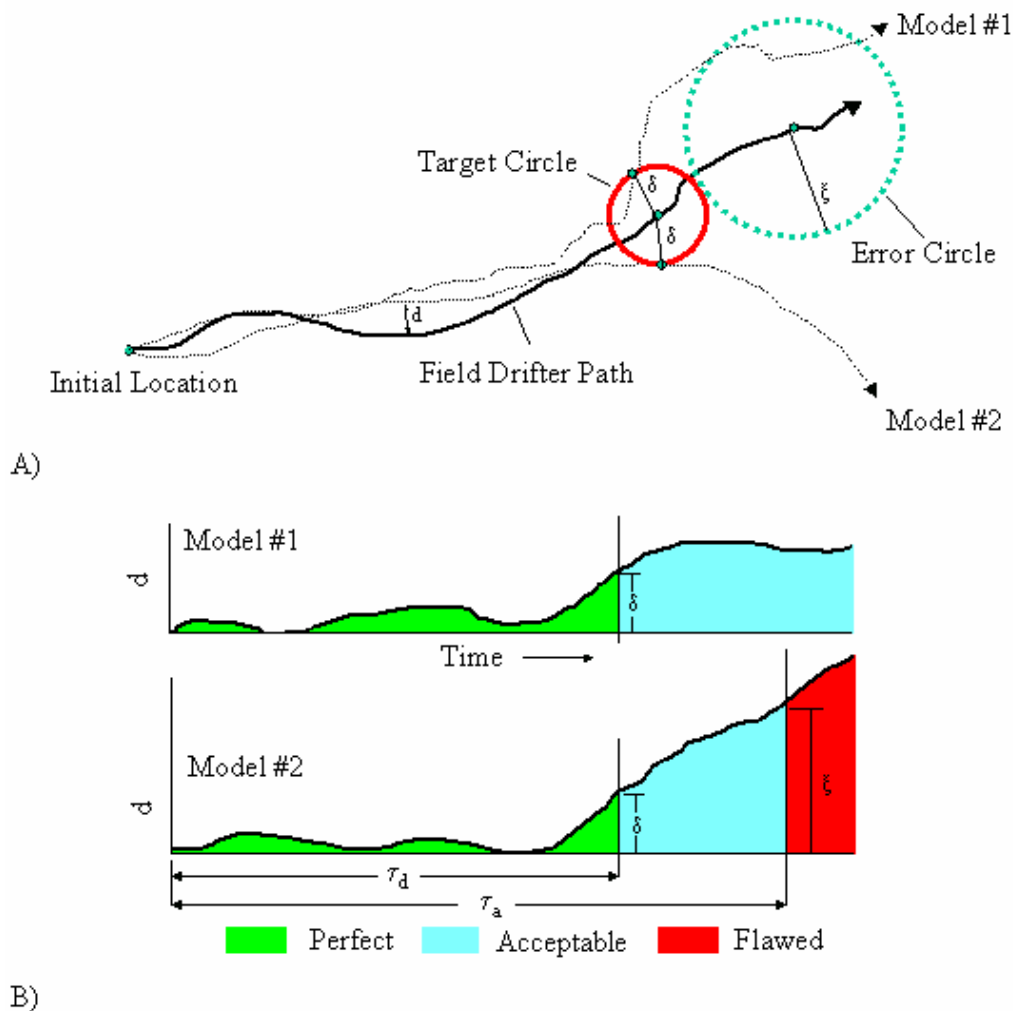 Model #1
Target Circle
δ
δ
ξ
Error Circle
d
Field Drifter Path
Initial Location
Model #2
A)
Model #1
d
δ
Time
Model #2
d
δ
ξ
τd
τa
Perfect
Acceptable
Flawed
B)